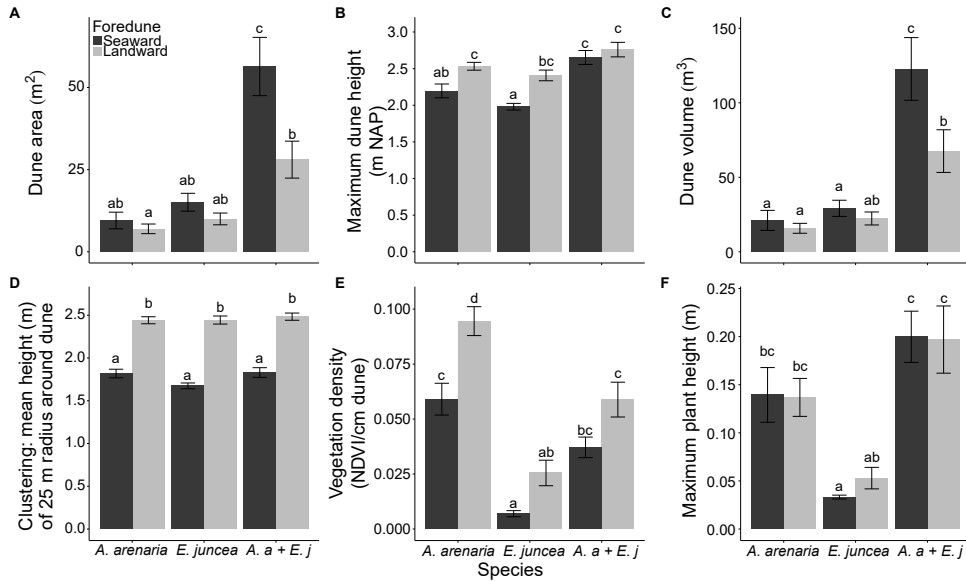 A
Foredune
Seaward
Landward
Dune area (m²)
50
25
0
ab
a
ab
ab
c
b
B
Maximum dune height
(m NAP)
3.0
2.5
2.0
1.5
1.0
0.5
0.0
ab
c
a
bc
c
c
C
Dune volume (m³)
150
100
50
0
a
a
a
ab
c
b
D
Clustering: mean height (m)
of 25 m radius around dune
2.5
2.0
1.5
1.0
0.5
0.0
a
b
a
b
a
b
A. arenaria
E. juncea
A. a + E. j
E
Vegetation density
(NDVI/cm dune)
0.100
0.075
0.050
0.025
0.000
c
d
a
ab
bc
c
A. arenaria
E. juncea
A. a + E. j
Species
F
Maximum plant height (m)
0.25
0.20
0.15
0.10
0.05
0.00
bc
bc
a
ab
c
c
A. arenaria
E. juncea
A. a + E. j